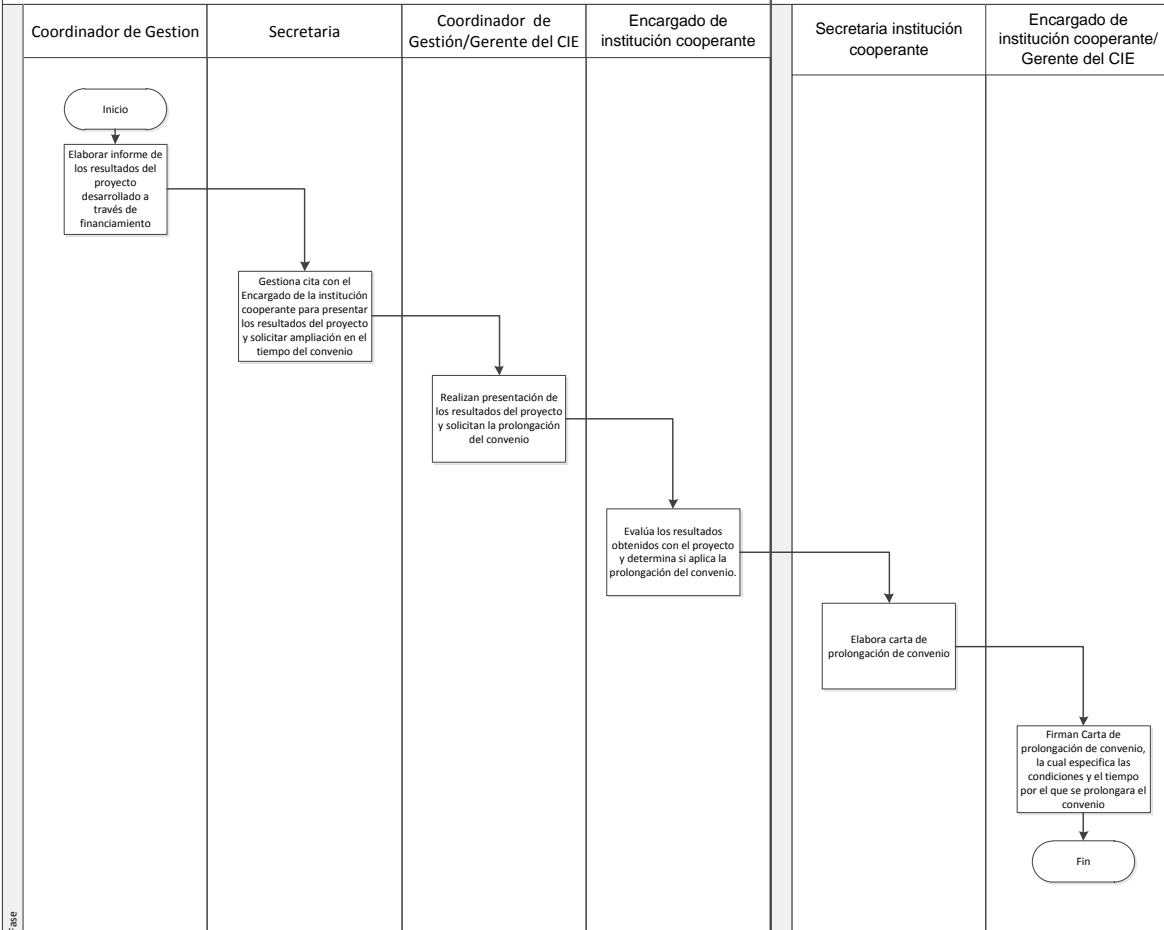 Coordinador de Gestion
Secretaria
Coordinador de
Gestión/Gerente del CIE
Encargado de
institución cooperante
Secretaria institución
cooperante
Encargado de
institución cooperante/
Gerente del CIE
Inicio
Elaborar informe de
los resultados del
proyecto
desarrollado a
través de
financiamiento
Gestiona cita con el
Encargado de la institución
cooperante para presentar
los resultados del proyecto
y solicitar ampliación en el
tiempo del convenio
Realizan presentación de
los resultados del proyecto
y solicitan la prolongación
del convenio
Evalúa los resultados
obtenidos con el proyecto
y determina si aplica la
prolongación del convenio.
Elabora carta de
prolongación de convenio
Firman Carta de
prolongación de convenio,
la cual especifica las
condiciones y el tiempo
por el que se prolongara el
convenio
Fin
Fase